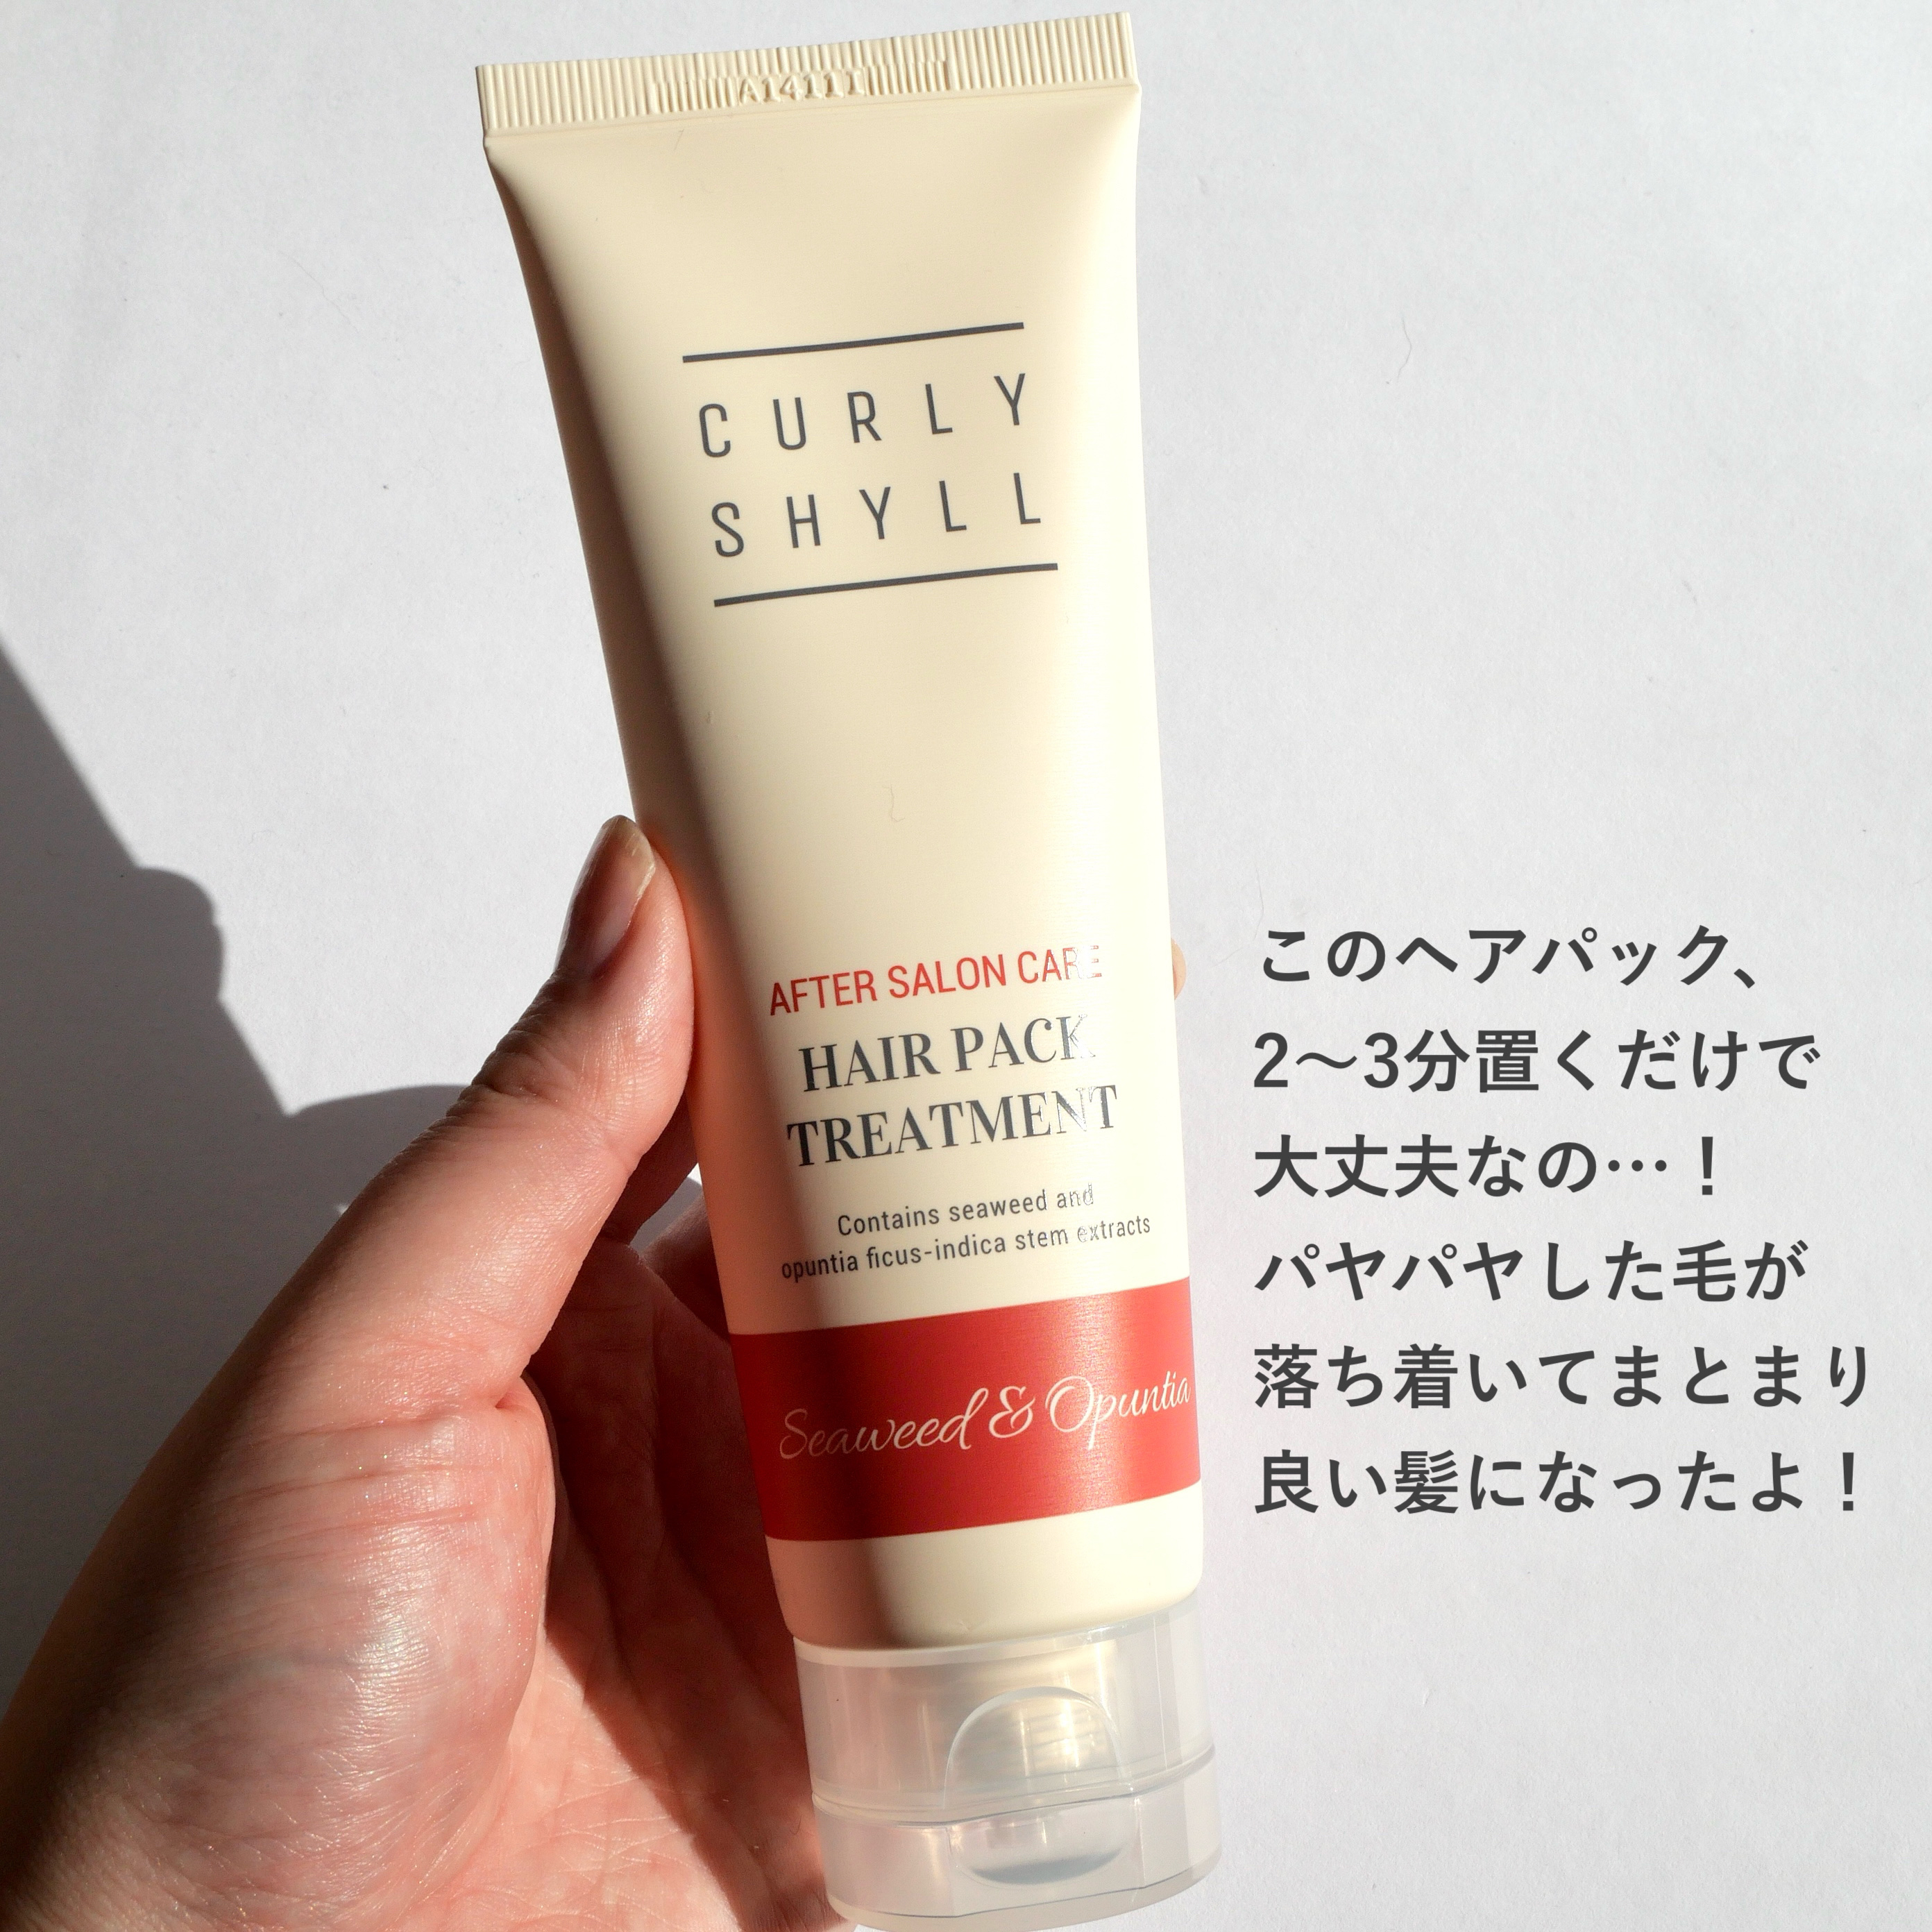 A1411I
CURLY
SHYLL
AFTER SALON CARE
HAIR PACK
TREATMENT
Contains seaweed and
opuntia ficus-indica stem extracts
Seaweed & Opuntia
このヘアパック、
2〜3分置くだけで
大丈夫なの…！
パヤパヤした毛が
落ち着いてまとまり
良い髪になったよ！